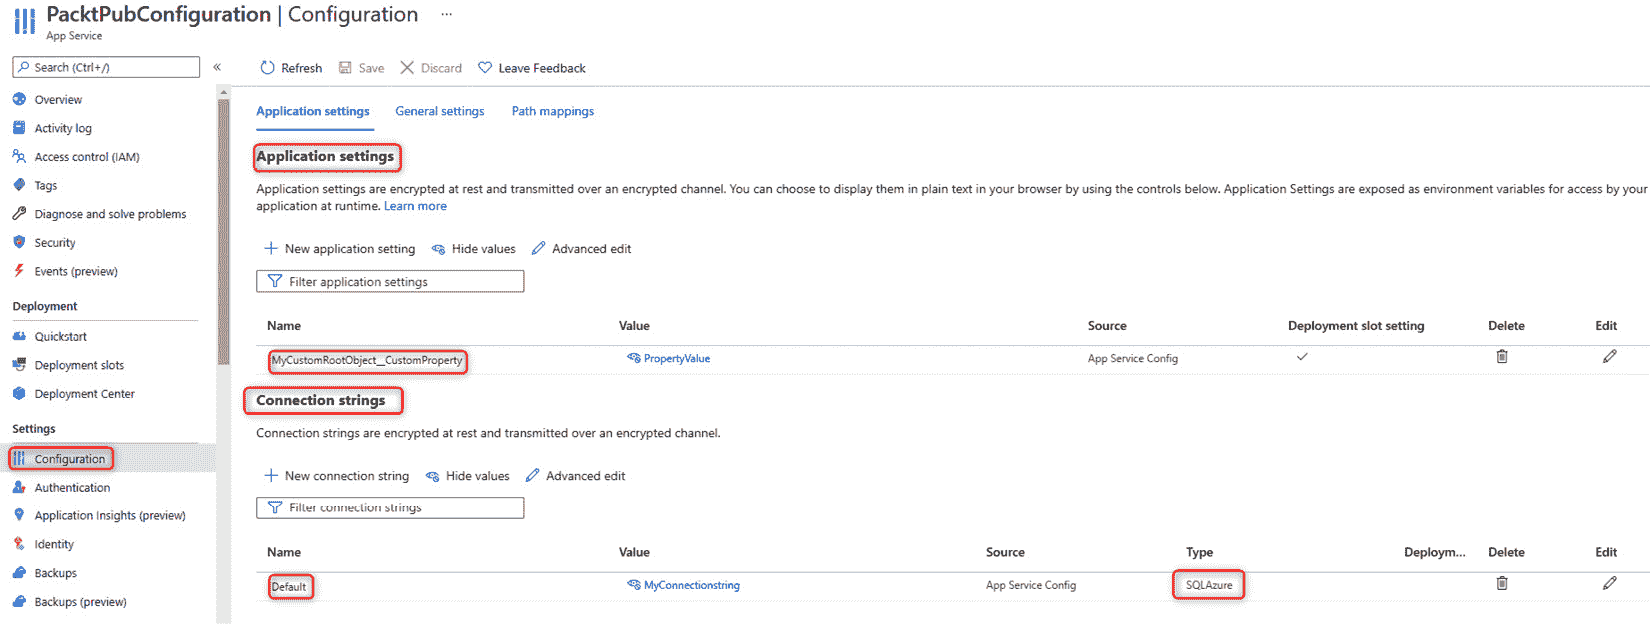 PacktPubConfiguration | Configuration ...
App Service
Search (Ctrl+/)
«
Refresh Save Discard Leave Feedback
Overview
Activity log
Access control (IAM)
Tags
Diagnose and solve problems
Security
Events (preview)
Deployment
Quickstart
Deployment slots
Deployment Center
Settings
Configuration
Authentication
Application Insights (preview)
Identity
Backups
Backups (preview)
Application settings General settings Path mappings
Application settings
Application settings are encrypted at rest and transmitted over an encrypted channel. You can choose to display them in plain text in your browser by using the controls below. Application Settings are exposed as environment variables for access by your
application at runtime. Learn more
New application setting Hide values Advanced edit
Filter application settings
Name Value Source Deployment slot setting Delete Edit
MyCustomRootObject__CustomProperty PropertyValue App Service Config
Connection strings
Connection strings are encrypted at rest and transmitted over an encrypted channel.
New connection string Hide values Advanced edit
Filter connection strings
Name Value Source Type Deploym... Delete Edit
Default MyConnectionstring App Service Config SQLAzure